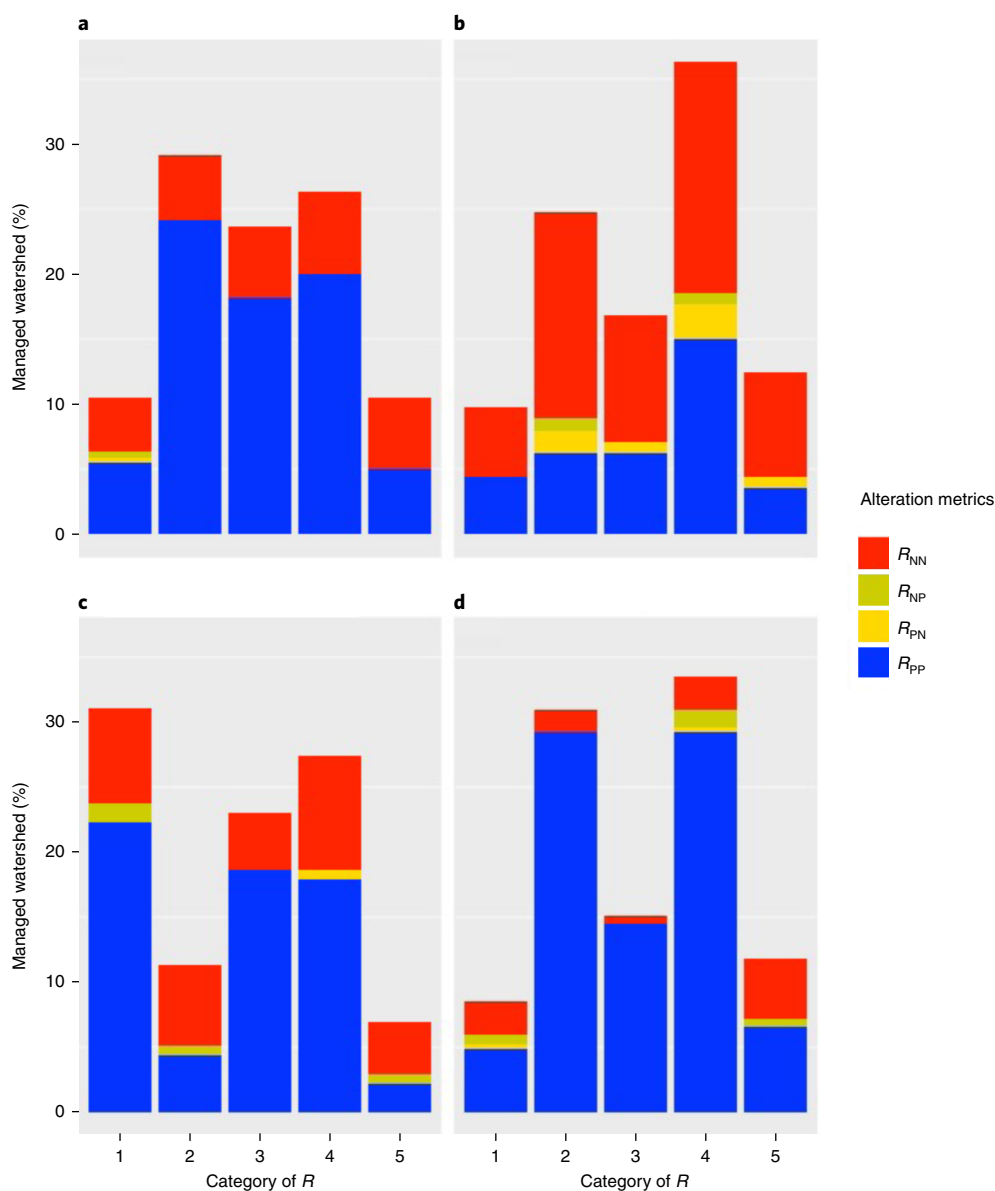 a
b
Managed watershed (%)
30
20
10
0
Alteration metrics
R_NN
R_NP
R_PN
R_PP
c
d
Managed watershed (%)
30
20
10
0
1 2 3 4 5
1 2 3 4 5
Category of R
Category of R